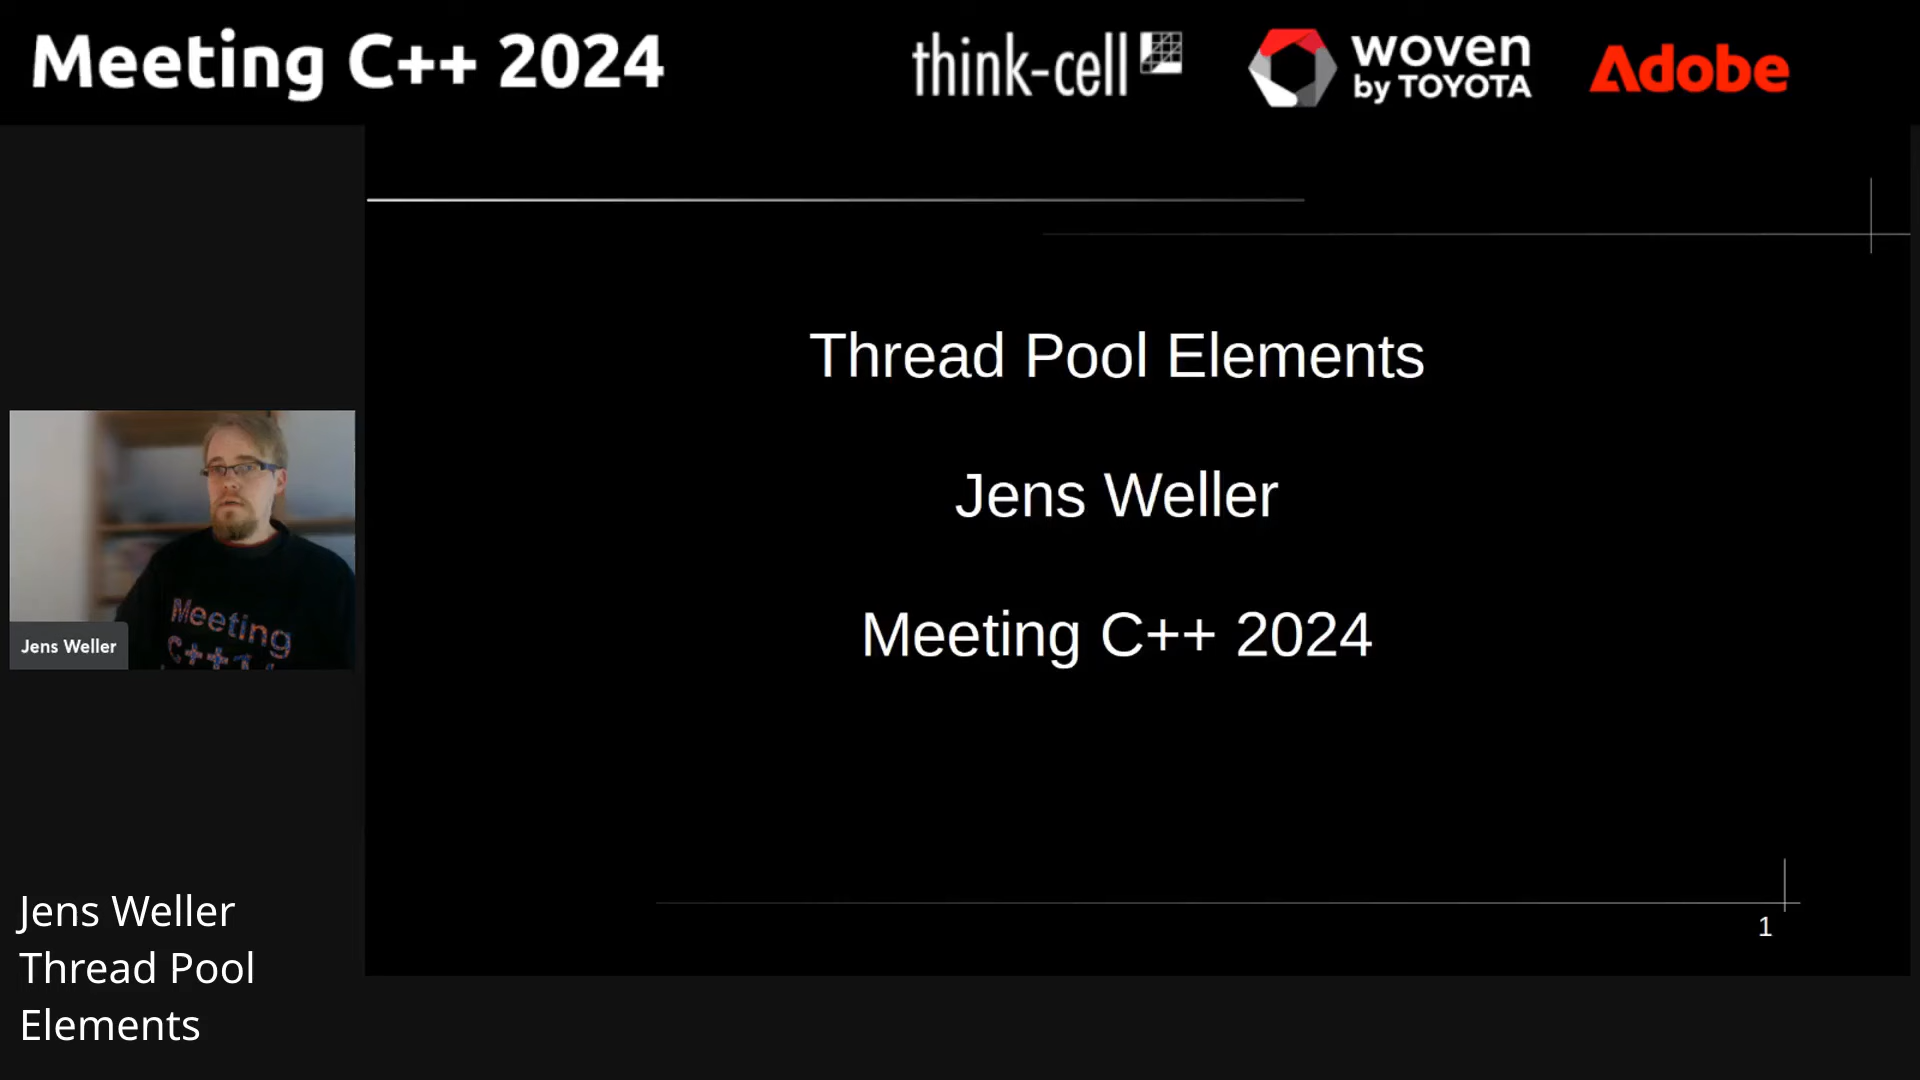 Meeting C++ 2024
think-cell
woven
by TOYOTA
Adobe
Thread Pool Elements
Jens Weller
Meeting C++ 2024
1
Meeting
Jens Weller
Jens Weller
Thread Pool
Elements